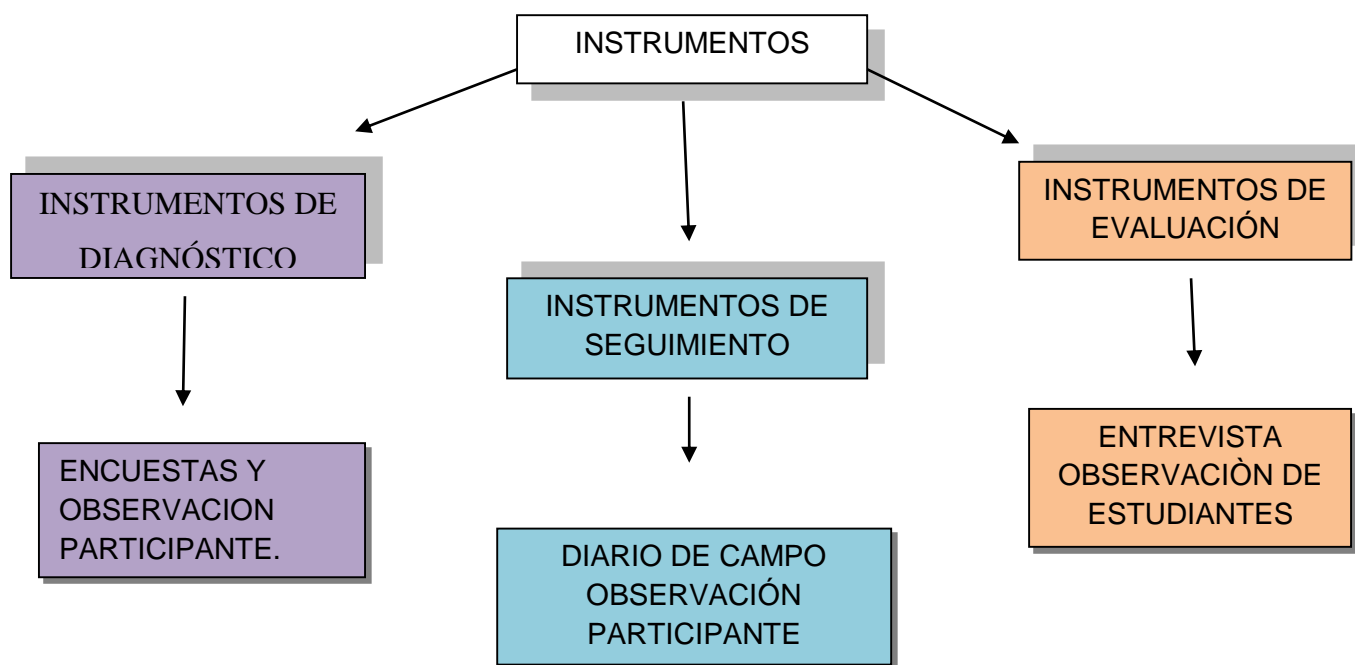 INSTRUMENTOS
INSTRUMENTOS DE
DIAGNÓSTICO
INSTRUMENTOS DE
EVALUACIÓN
INSTRUMENTOS DE
SEGUIMIENTO
ENCUESTAS Y
OBSERVACION
PARTICIPANTE.
ENTREVISTA
OBSERVACIÒN DE
ESTUDIANTES
DIARIO DE CAMPO
OBSERVACIÓN
PARTICIPANTE